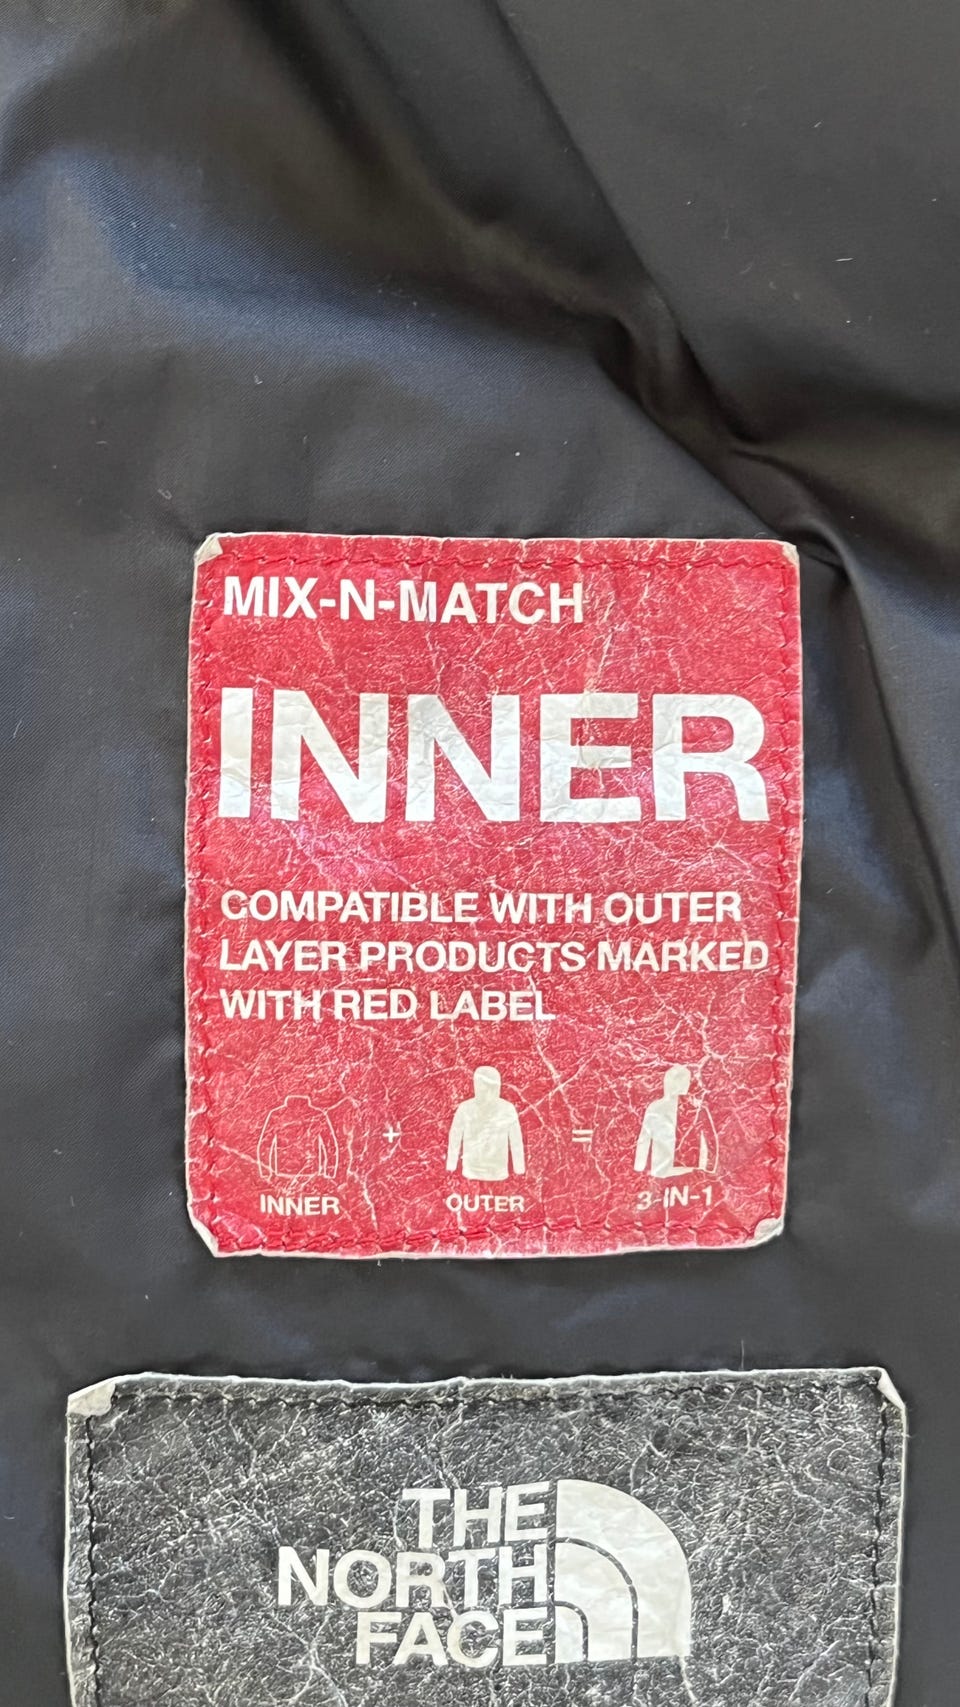 MIX-N-MATCH
INNER
COMPATIBLE WITH OUTER
LAYER PRODUCTS MARKED
WITH RED LABEL
+ =
INNER OUTER 3-IN-1
THE
NORTH
FACE